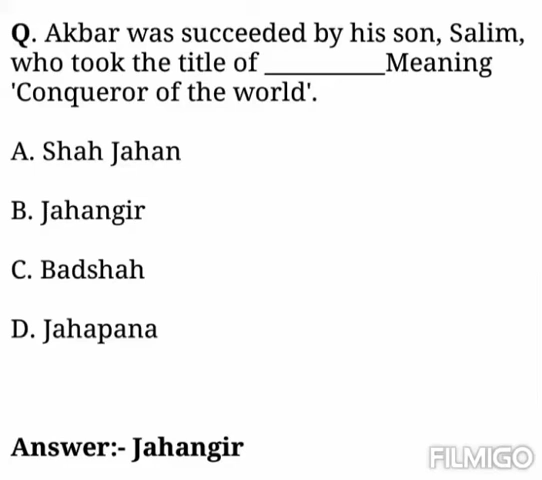 Q. Akbar was succeeded by his son, Salim,
who took the title of _________Meaning
'Conqueror of the world'.
A. Shah Jahan
B. Jahangir
C. Badshah
D. Jahapana
Answer:- Jahangir
FILMIGO